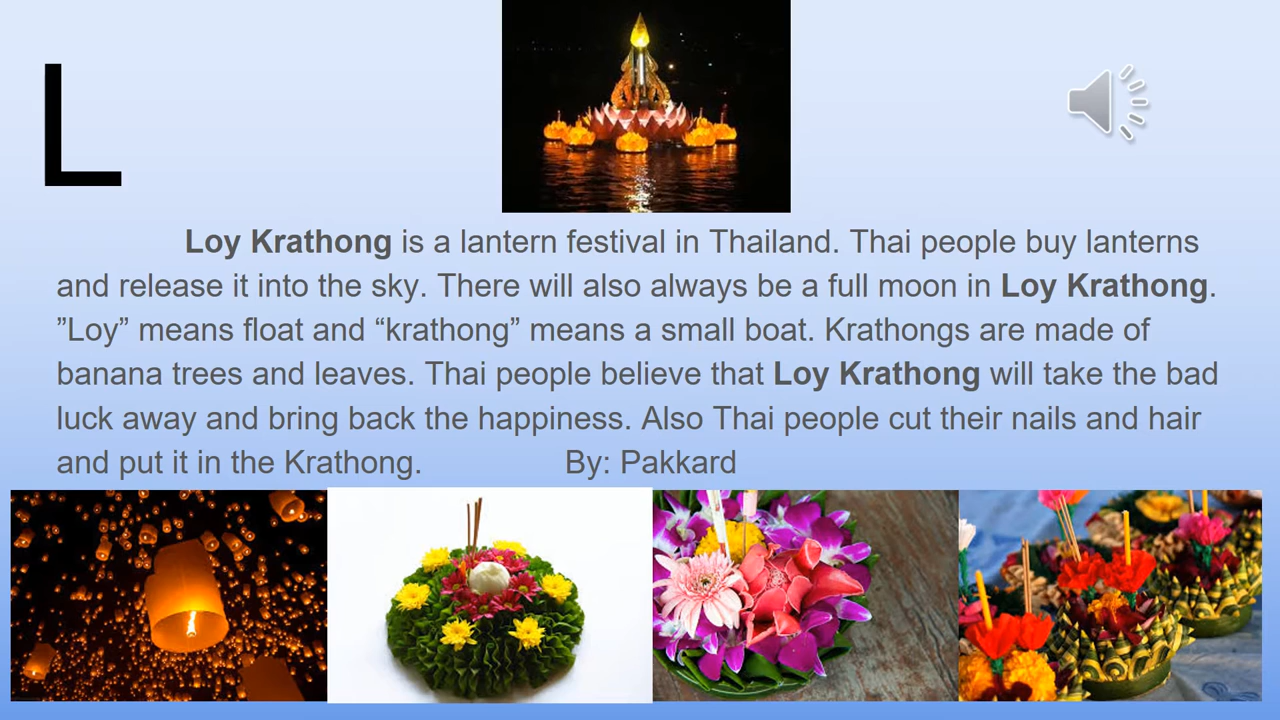 L
Loy Krathong is a lantern festival in Thailand. Thai people buy lanterns
and release it into the sky. There will also always be a full moon in Loy Krathong.
”Loy” means float and “krathong” means a small boat. Krathongs are made of
banana trees and leaves. Thai people believe that Loy Krathong will take the bad
luck away and bring back the happiness. Also Thai people cut their nails and hair
and put it in the Krathong. By: Pakkard